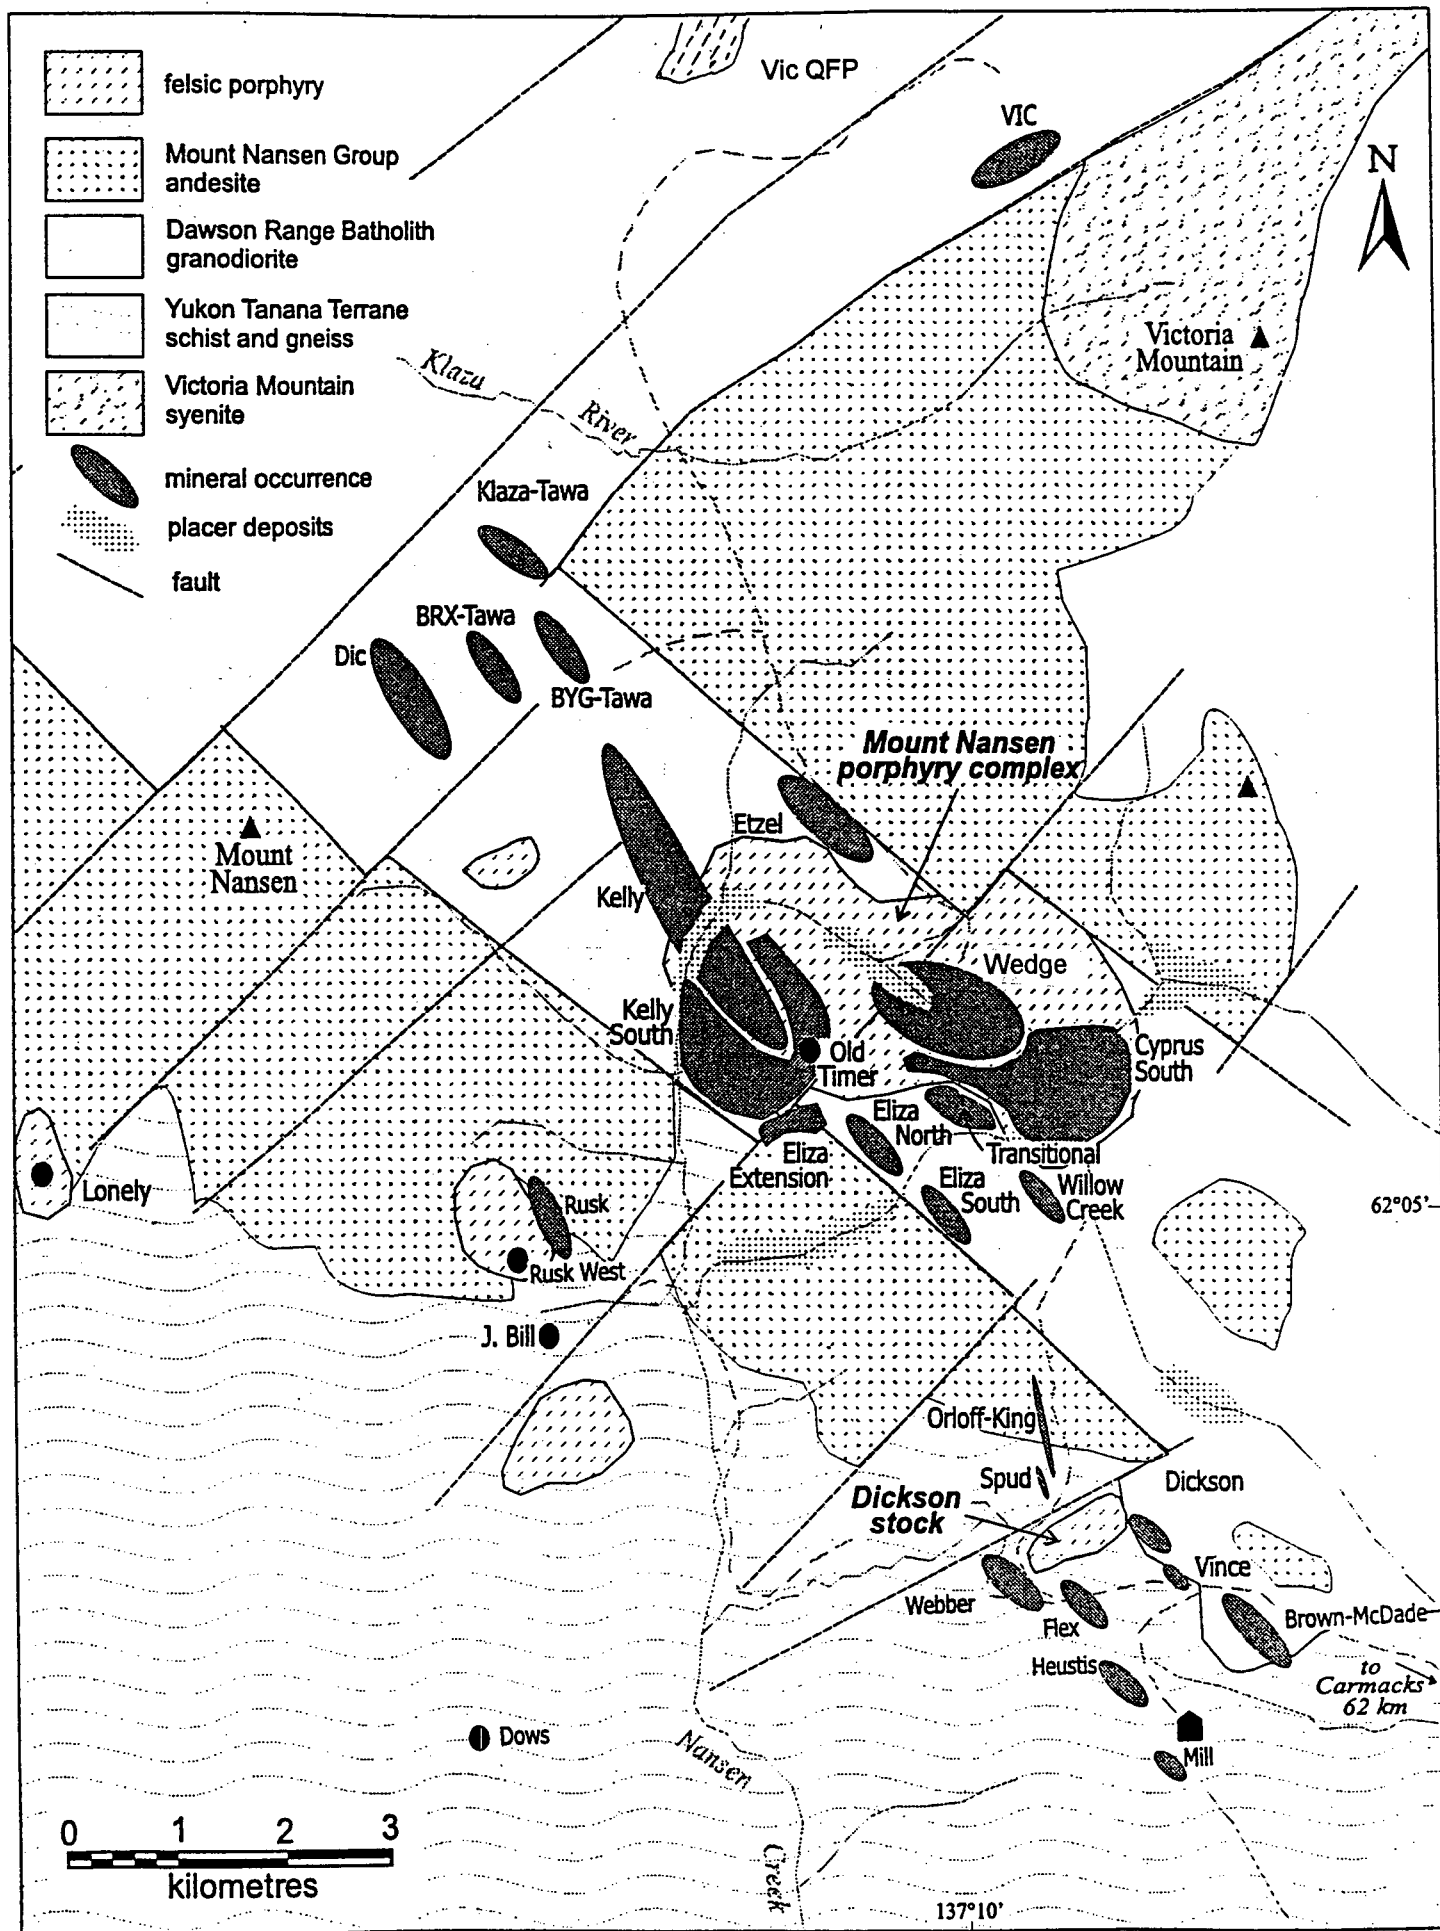 felsic porphyry
Mount Nansen Group
andesite
Dawson Range Batholith
granodiorite
Yukon Tanana Terrane
schist and gneiss
Victoria Mountain
syenite
mineral occurrence
placer deposits
fault
Vic QFP
VIC
N
Victoria
Mountain
Klazu
River
Klaza-Tawa
BRX-Tawa
Dic
BYG-Tawa
Mount Nansen
porphyry complex
Etzel
Mount
Nansen
Kelly
Wedge
Kelly
South
Old
Timer
Cyprus
South
Eliza
North
Transitional
Eliza
Extension
Eliza
South
Willow
Creek
Lonely
Rusk
62°05'
Rusk West
J. Bill
Orloff-King
Spud
Dickson
Dickson
stock
Vince
Webber
Flex
Brown-McDade
Heustis
to
Carmacks
62 km
Dows
Nansen
Creek
Mill
0 1 2 3
kilometres
137°10'